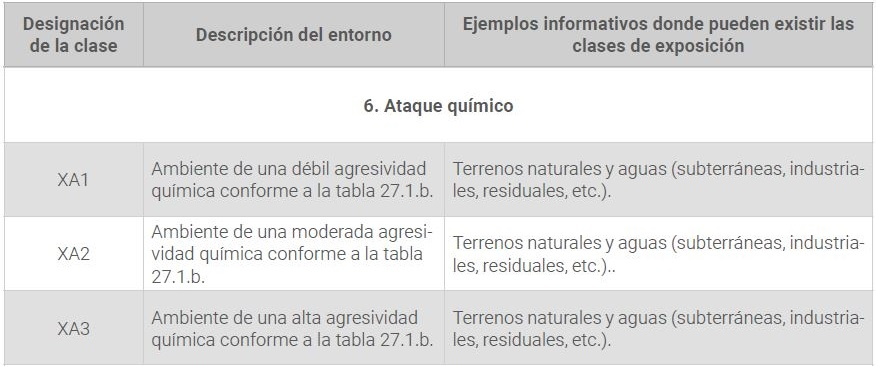 Designación
de la clase
Descripción del entorno
Ejemplos informativos donde pueden existir las
clases de exposición
6. Ataque químico
XA1
Ambiente de una débil agresividad
química conforme a la tabla 27.1.b.
Terrenos naturales y aguas (subterráneas, industria-
les, residuales, etc.).
XA2
Ambiente de una moderada agresi-
vidad química conforme a la tabla
27.1.b.
Terrenos naturales y aguas (subterráneas, industria-
les, residuales, etc.)..
XA3
Ambiente de una alta agresividad
química conforme a la tabla 27.1.b.
Terrenos naturales y aguas (subterráneas, industria-
les, residuales, etc.).